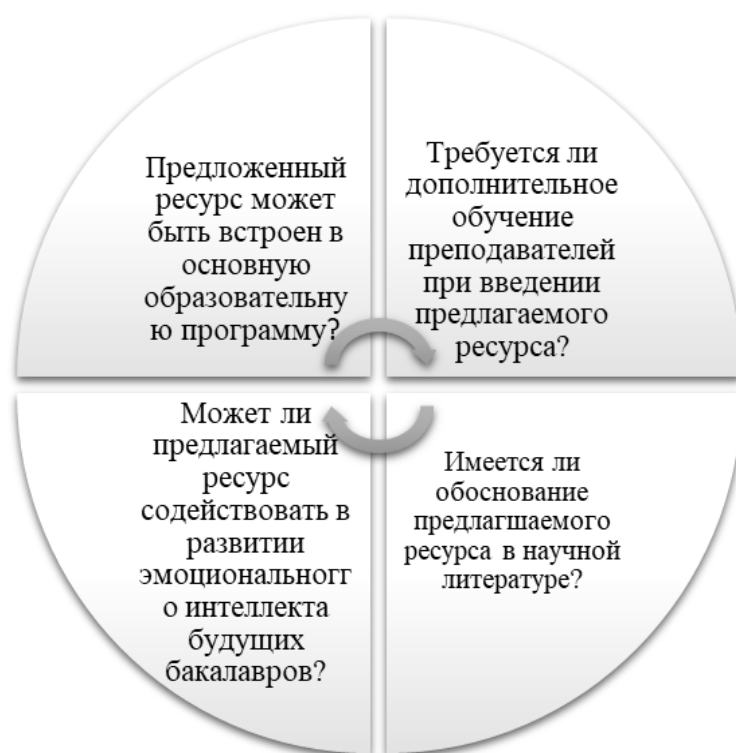 Предложенный
ресурс может
быть встроен в
основную
образовательну
ю программу?
Требуется ли
дополнительное
обучение
преподавателей
при введении
предлагаемого
ресурса?
Может ли
предлагаемый
ресурс
содействовать в
развитии
эмоциональногг
о интеллекта
будущих
бакалавров?
Имеется ли
обоснование
предлагшаемого
ресурса в научной
литературе?